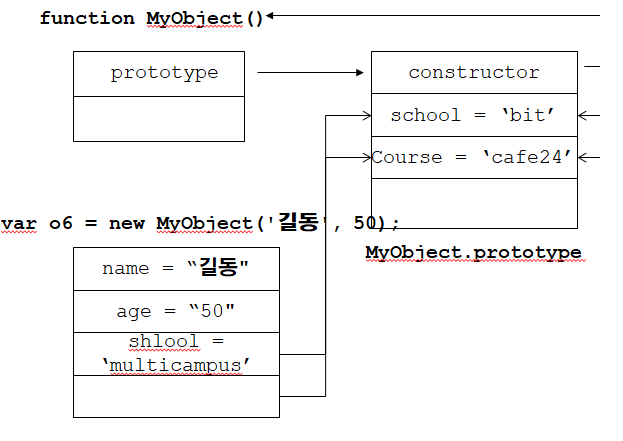 function MyObject()
prototype
constructor
school = ‘bit’
Course = ‘cafe24’
var o6 = new MyObject('길동', 50);
MyObject.prototype
name = “길동"
age = “50"
shlool =
‘multicampus’